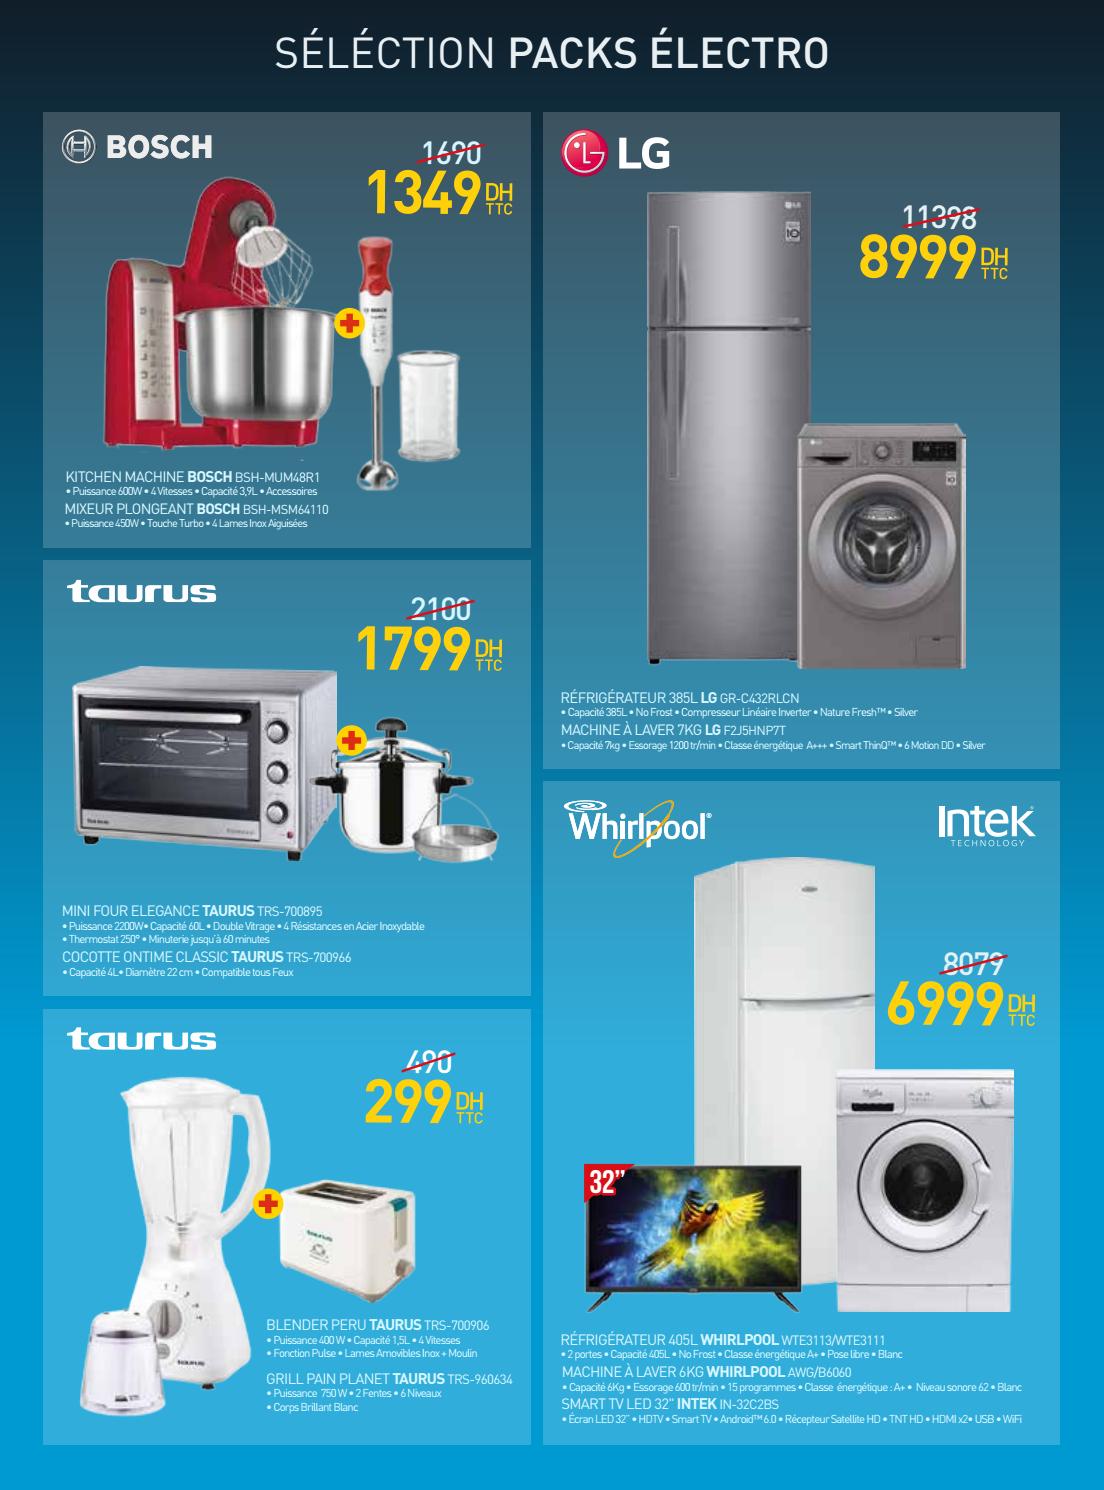 SÉLÉCTION PACKS ÉLECTRO
BOSCH
1690
1349 DH TTC
KITCHEN MACHINE BOSCH BSH-MUM48R1
• Puissance 600W • 4 Vitesses • Capacité 3,9L • Accessoires
MIXEUR PLONGEANT BOSCH BSH-MSM64110
• Puissance 450W • Touche Turbo • 4 Lames Inox Aiguisées
LG
11398
8999 DH TTC
RÉFRIGÉRATEUR 385L LG GR-C432RLCN
• Capacité 385L • No Frost • Compresseur Linéaire Inverter • Nature Fresh™ • Silver
MACHINE À LAVER 7KG LG F2J5HNP7T
• Capacité 7kg • Essorage 1200 tr/min • Classe énergétique A+++ • Smart ThinQ™ • 6 Motion DD • Silver
taurus
2100
1799 DH TTC
MINI FOUR ELEGANCE TAURUS TRS-700895
• Puissance 2200W • Capacité 60L • Double Vitrage • 4 Résistances en Acier Inoxydable
• Thermostat 250° • Minuterie jusqu'à 60 minutes
COCOTTE ONTIME CLASSIC TAURUS TRS-700966
• Capacité 4L • Diamètre 22 cm • Compatible tous Feux
taurus
490
299 DH TTC
taurus
taurus
BLENDER PERU TAURUS TRS-700906
• Puissance 400 W • Capacité 1,5L • 4 Vitesses
• Fonction Pulse • Lames Amovibles Inox + Moulin
GRILL PAIN PLANET TAURUS TRS-960634
• Puissance 750 W • 2 Fentes • 6 Niveaux
• Corps Brillant Blanc
Whirlpool®
Intek
TECHNOLOGY
8079
6999 DH TTC
32"
RÉFRIGÉRATEUR 405L WHIRLPOOL WTE3113/WTE3111
• 2 portes • Capacité 405L • No Frost • Classe énergétique A+ • Pose libre • Blanc
MACHINE À LAVER 6KG WHIRLPOOL AWG/B6060
• Capacité 6Kg • Essorage 600 tr/min • 15 programmes • Classe énergétique : A+ • Niveau sonore 62 • Blanc
SMART TV LED 32" INTEK IN-32C2BS
• Écran LED 32" • HDTV • Smart TV • Android™ 6.0 • Récepteur Satellite HD • TNT HD • HDMI x2 • USB • WiFi